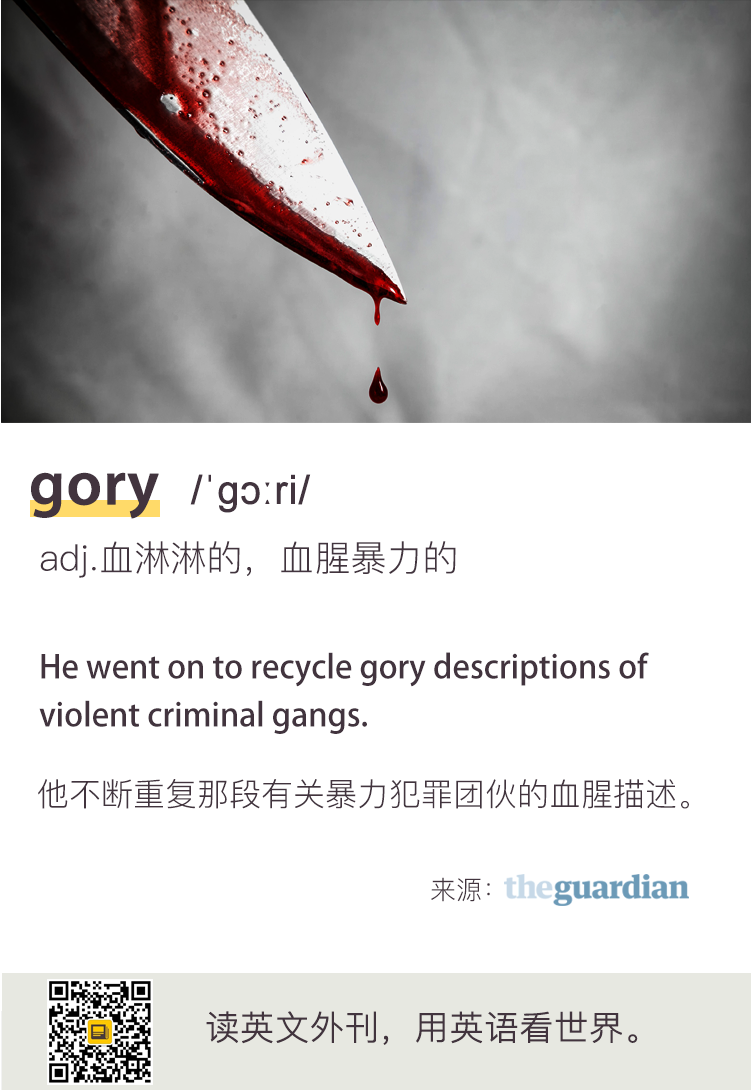 gory /ˈgɔːri/
adj.血淋淋的，血腥暴力的
He went on to recycle gory descriptions of
violent criminal gangs.
他不断重复那段有关暴力犯罪团伙的血腥描述。
来源：theguardian
读英文外刊，用英语看世界。